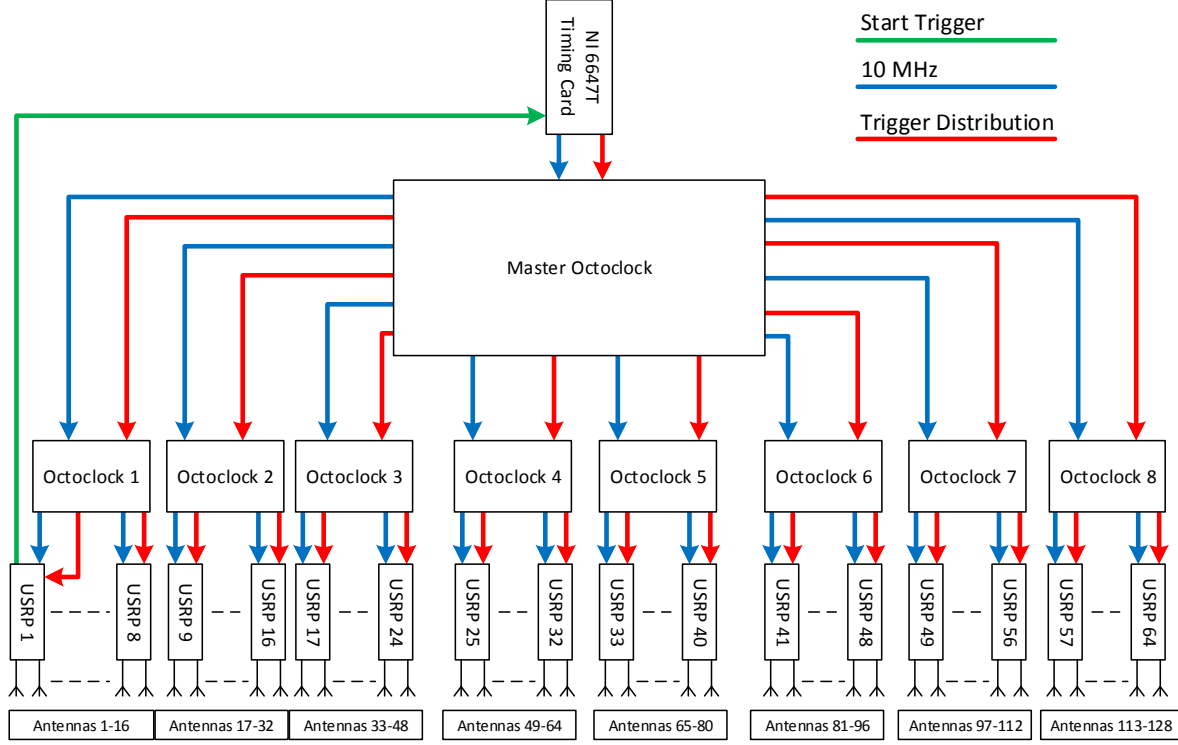 NI 6647T
Timing Card
Start Trigger
10 MHz
Trigger Distribution
Master Octoclock
Octoclock 1
Octoclock 2
Octoclock 3
Octoclock 4
Octoclock 5
Octoclock 6
Octoclock 7
Octoclock 8
USRP 1
USRP 8
USRP 9
USRP 16
USRP 17
USRP 24
USRP 25
USRP 32
USRP 33
USRP 40
USRP 41
USRP 48
USRP 49
USRP 56
USRP 57
USRP 64
Antennas 1-16
Antennas 17-32
Antennas 33-48
Antennas 49-64
Antennas 65-80
Antennas 81-96
Antennas 97-112
Antennas 113-128